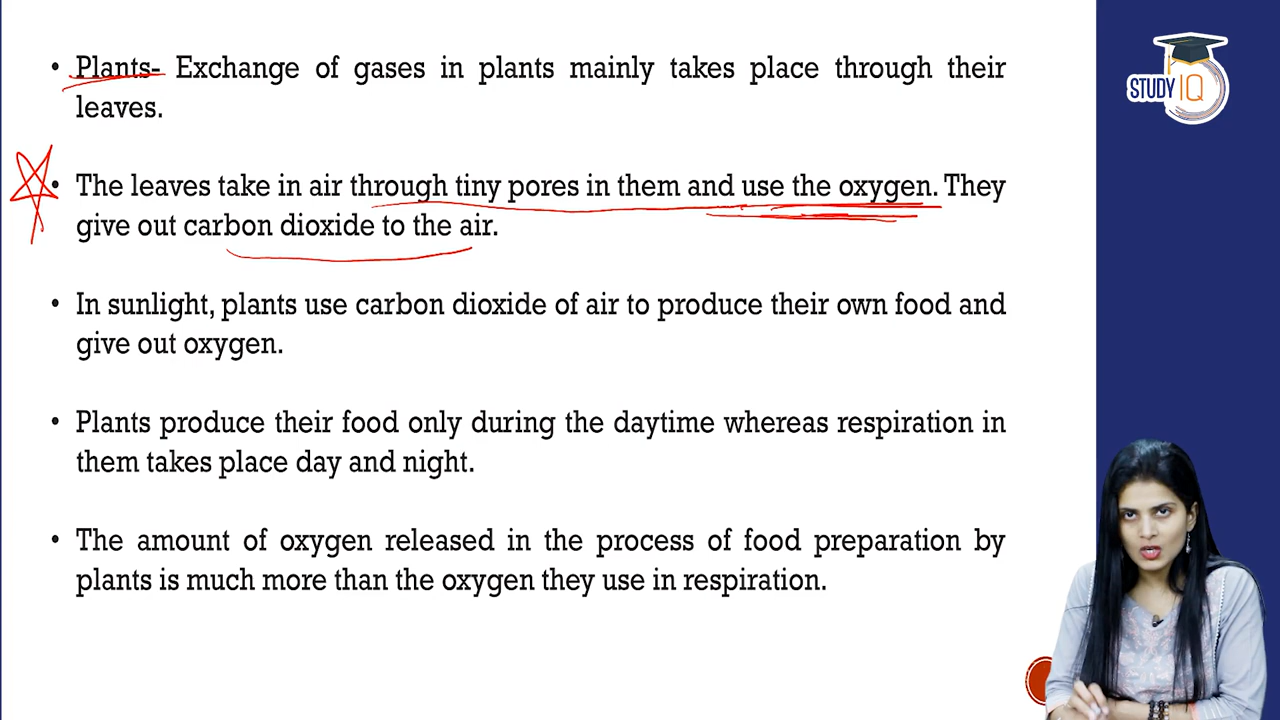 • Plants- Exchange of gases in plants mainly takes place through their
leaves.
• The leaves take in air through tiny pores in them and use the oxygen. They
give out carbon dioxide to the air.
• In sunlight, plants use carbon dioxide of air to produce their own food and
give out oxygen.
• Plants produce their food only during the daytime whereas respiration in
them takes place day and night.
• The amount of oxygen released in the process of food preparation by
plants is much more than the oxygen they use in respiration.
STUDY IQ